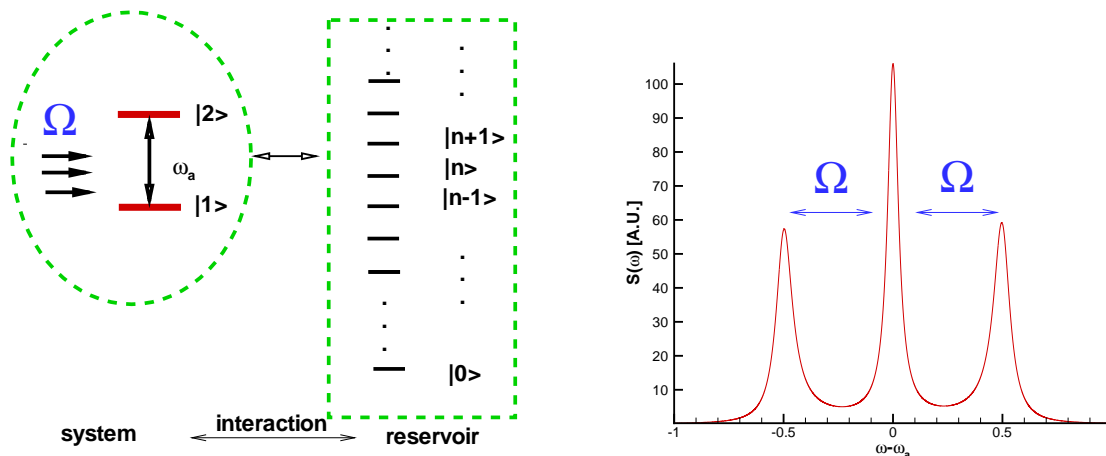 Ω
|2>
ω_a
|1>
|n+1>
|n>
|n-1>
|0>
system
interaction
reservoir
S(ω) [A.U.]
100
90
80
70
60
50
40
30
20
10
Ω
Ω
-1
-0.5
0
0.5
ω-ω_a